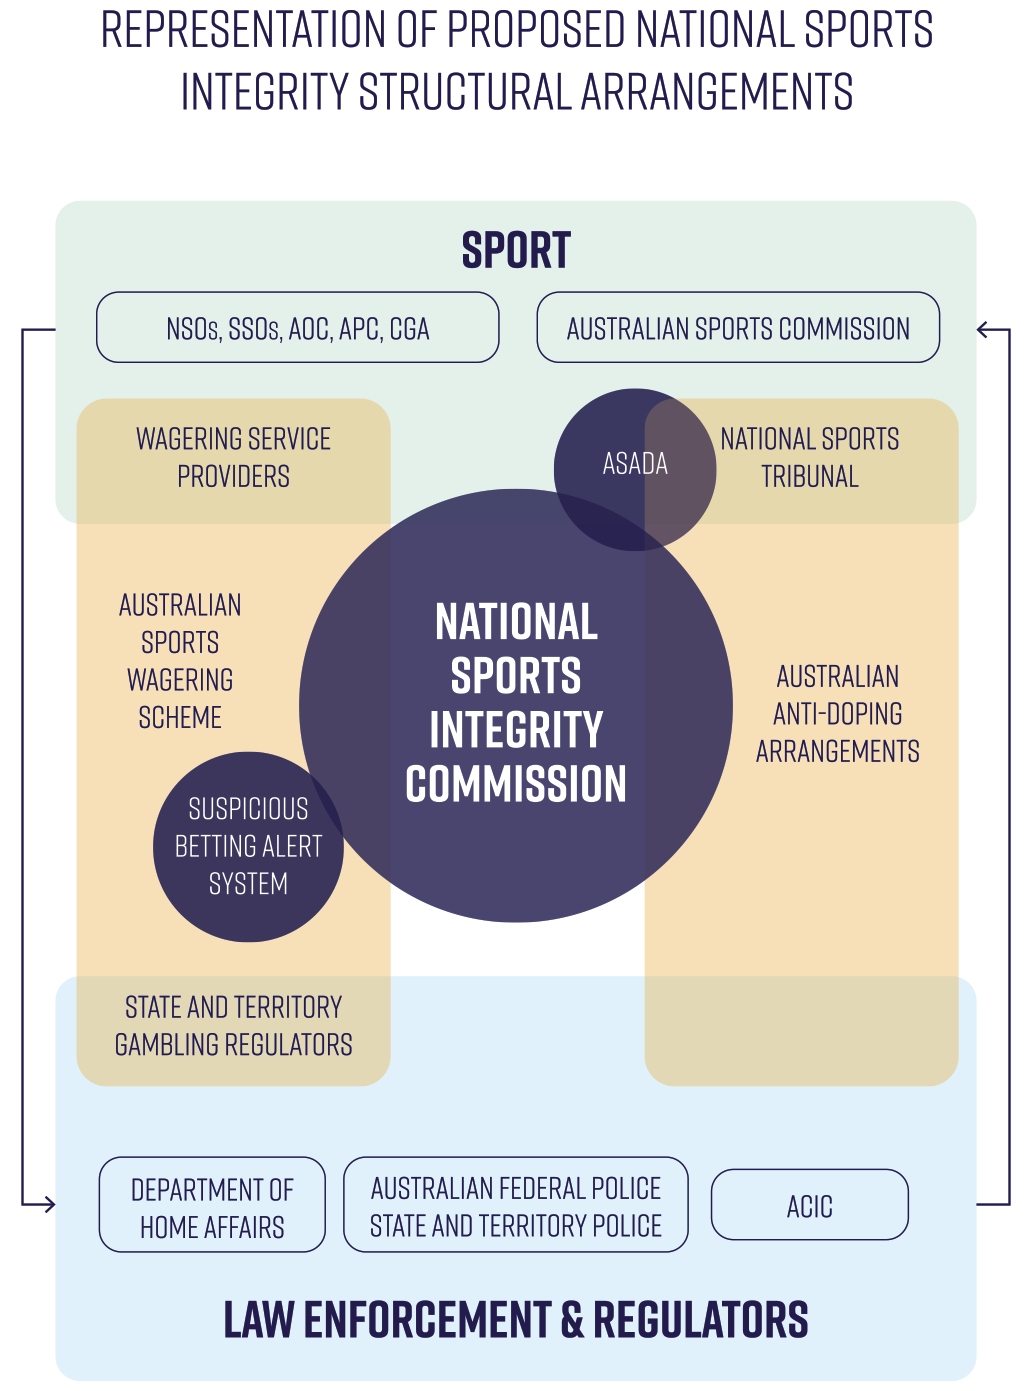 REPRESENTATION OF PROPOSED NATIONAL SPORTS
INTEGRITY STRUCTURAL ARRANGEMENTS
SPORT
NSOs, SSOs, AOC, APC, CGA
AUSTRALIAN SPORTS COMMISSION
WAGERING SERVICE
PROVIDERS
ASADA
NATIONAL SPORTS
TRIBUNAL
AUSTRALIAN
SPORTS
WAGERING
SCHEME
NATIONAL
SPORTS
INTEGRITY
COMMISSION
AUSTRALIAN
ANTI-DOPING
ARRANGEMENTS
SUSPICIOUS
BETTING ALERT
SYSTEM
STATE AND TERRITORY
GAMBLING REGULATORS
DEPARTMENT OF
HOME AFFAIRS
AUSTRALIAN FEDERAL POLICE
STATE AND TERRITORY POLICE
ACIC
LAW ENFORCEMENT & REGULATORS